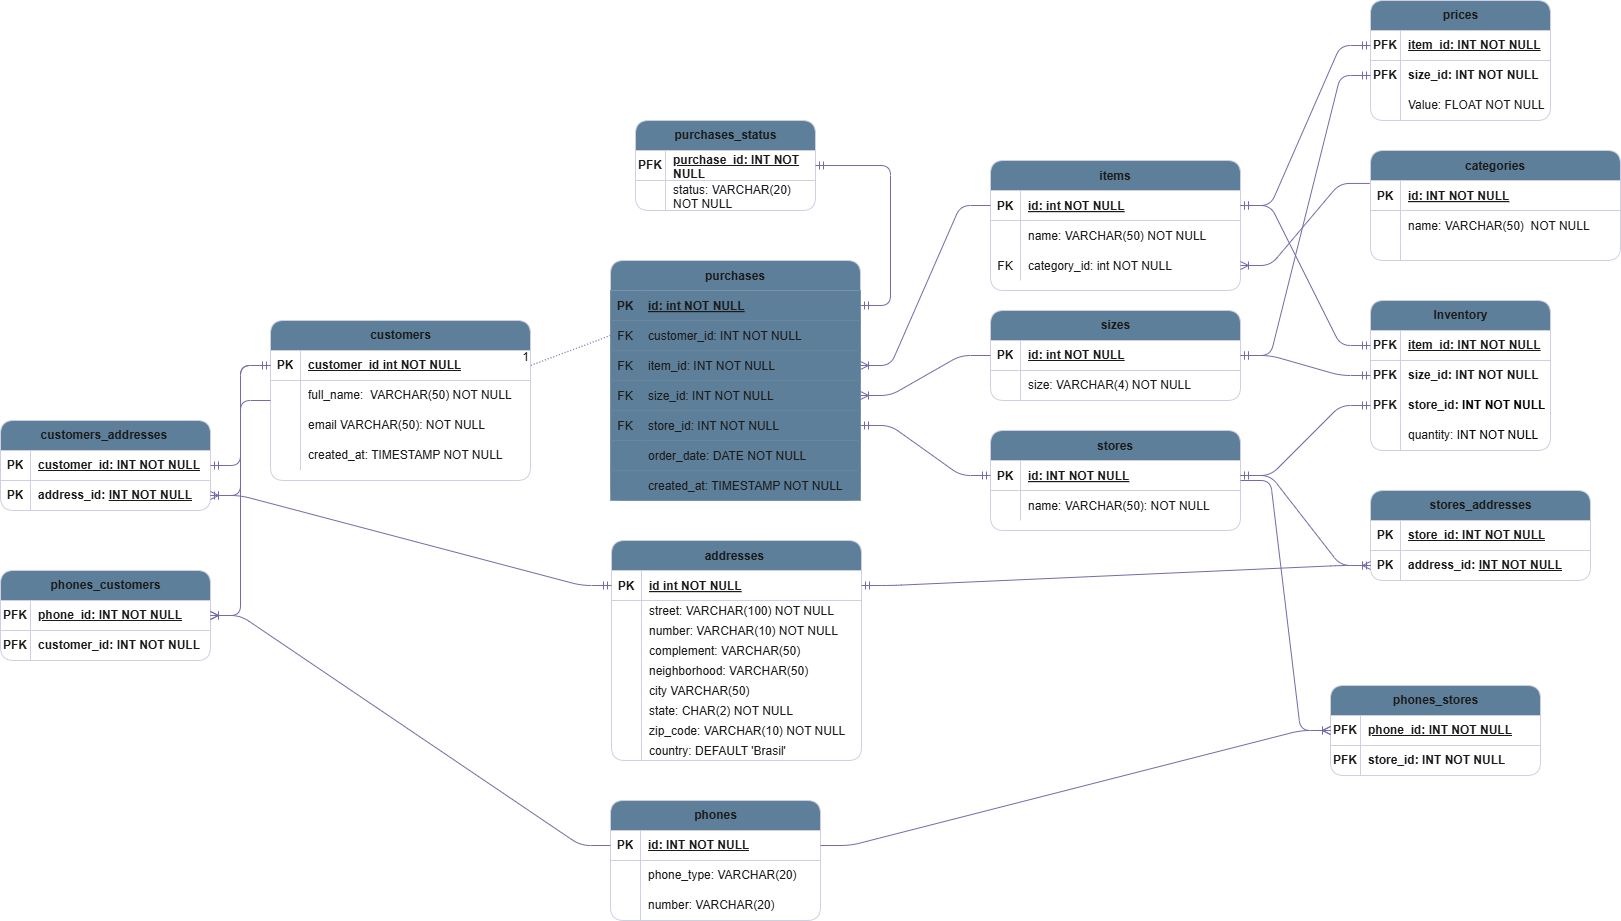 prices
PFK item_id: INT NOT NULL
PFK size_id: INT NOT NULL
Value: FLOAT NOT NULL
purchases_status
PFK purchase_id: INT NOT
NULL
status: VARCHAR(20)
NOT NULL
items
PK id: int NOT NULL
name: VARCHAR(50) NOT NULL
FK category_id: int NOT NULL
categories
PK id: INT NOT NULL
name: VARCHAR(50) NOT NULL
purchases
PK id: int NOT NULL
FK customer_id: INT NOT NULL
FK item_id: INT NOT NULL
FK size_id: INT NOT NULL
FK store_id: INT NOT NULL
order_date: DATE NOT NULL
created_at: TIMESTAMP NOT NULL
customers
1
PK customer_id int NOT NULL
full_name: VARCHAR(50) NOT NULL
email VARCHAR(50): NOT NULL
created_at: TIMESTAMP NOT NULL
sizes
PK id: int NOT NULL
size: VARCHAR(4) NOT NULL
Inventory
PFK item_id: INT NOT NULL
PFK size_id: INT NOT NULL
PFK store_id: INT NOT NULL
quantity: INT NOT NULL
customers_addresses
PK customer_id: INT NOT NULL
PK address_id: INT NOT NULL
stores
PK id: INT NOT NULL
name: VARCHAR(50): NOT NULL
stores_addresses
PK store_id: INT NOT NULL
PK address_id: INT NOT NULL
addresses
PK id int NOT NULL
street: VARCHAR(100) NOT NULL
number: VARCHAR(10) NOT NULL
complement: VARCHAR(50)
neighborhood: VARCHAR(50)
city VARCHAR(50)
state: CHAR(2) NOT NULL
zip_code: VARCHAR(10) NOT NULL
country: DEFAULT 'Brasil'
phones_customers
PFK phone_id: INT NOT NULL
PFK customer_id: INT NOT NULL
phones_stores
PFK phone_id: INT NOT NULL
PFK store_id: INT NOT NULL
phones
PK id: INT NOT NULL
phone_type: VARCHAR(20)
number: VARCHAR(20)